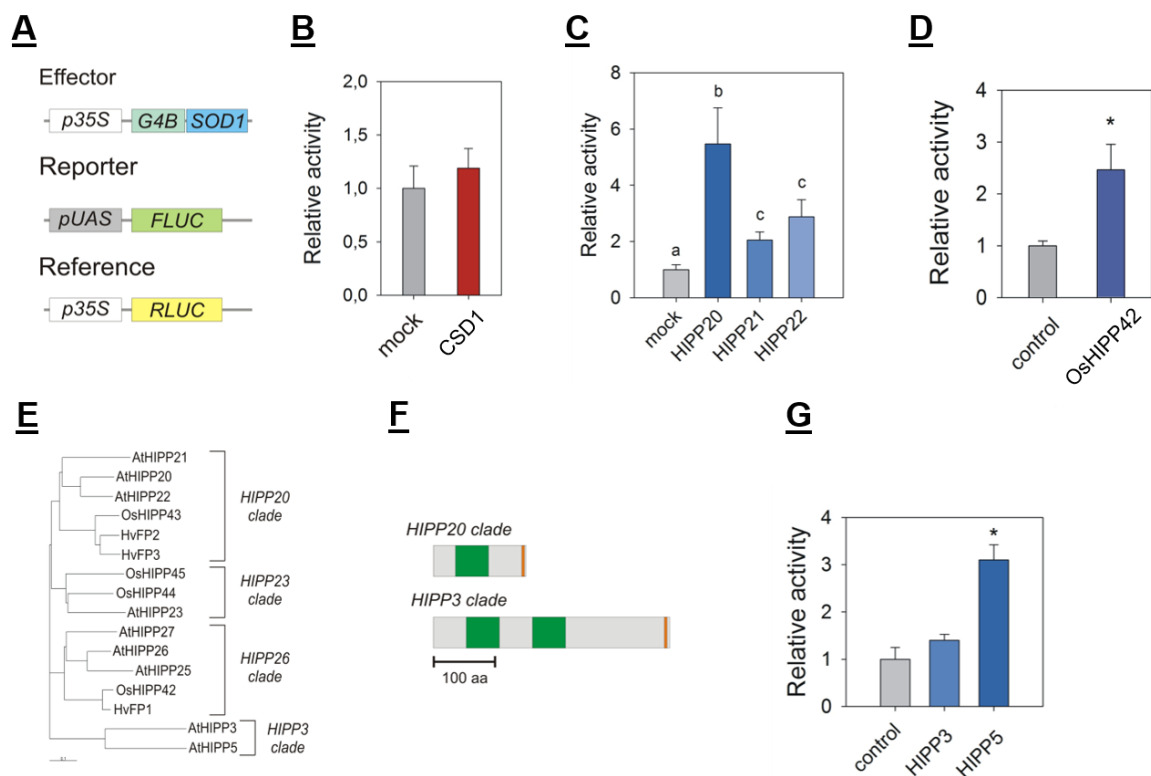 A
Effector
p35S G4B SOD1
Reporter
pUAS FLUC
Reference
p35S RLUC
B
Relative activity
2,0
1,5
1,0
0,5
0,0
mock
CSD1
C
Relative activity
8
6
4
2
0
a
b
c
c
mock
HIPP20
HIPP21
HIPP22
D
Relative activity
4
3
2
1
0
*
control
OsHIPP42
E
AtHIPP21
AtHIPP20
AtHIPP22
OsHIPP43
HvFP2
HvFP3
HIPP20
clade
OsHIPP45
OsHIPP44
AtHIPP23
HIPP23
clade
AtHIPP27
AtHIPP26
AtHIPP25
OsHIPP42
HvFP1
HIPP26
clade
AtHIPP3
AtHIPP5
HIPP3
clade
F
HIPP20 clade
HIPP3 clade
100 aa
G
Relative activity
4
3
2
1
0
*
control
HIPP3
HIPP5